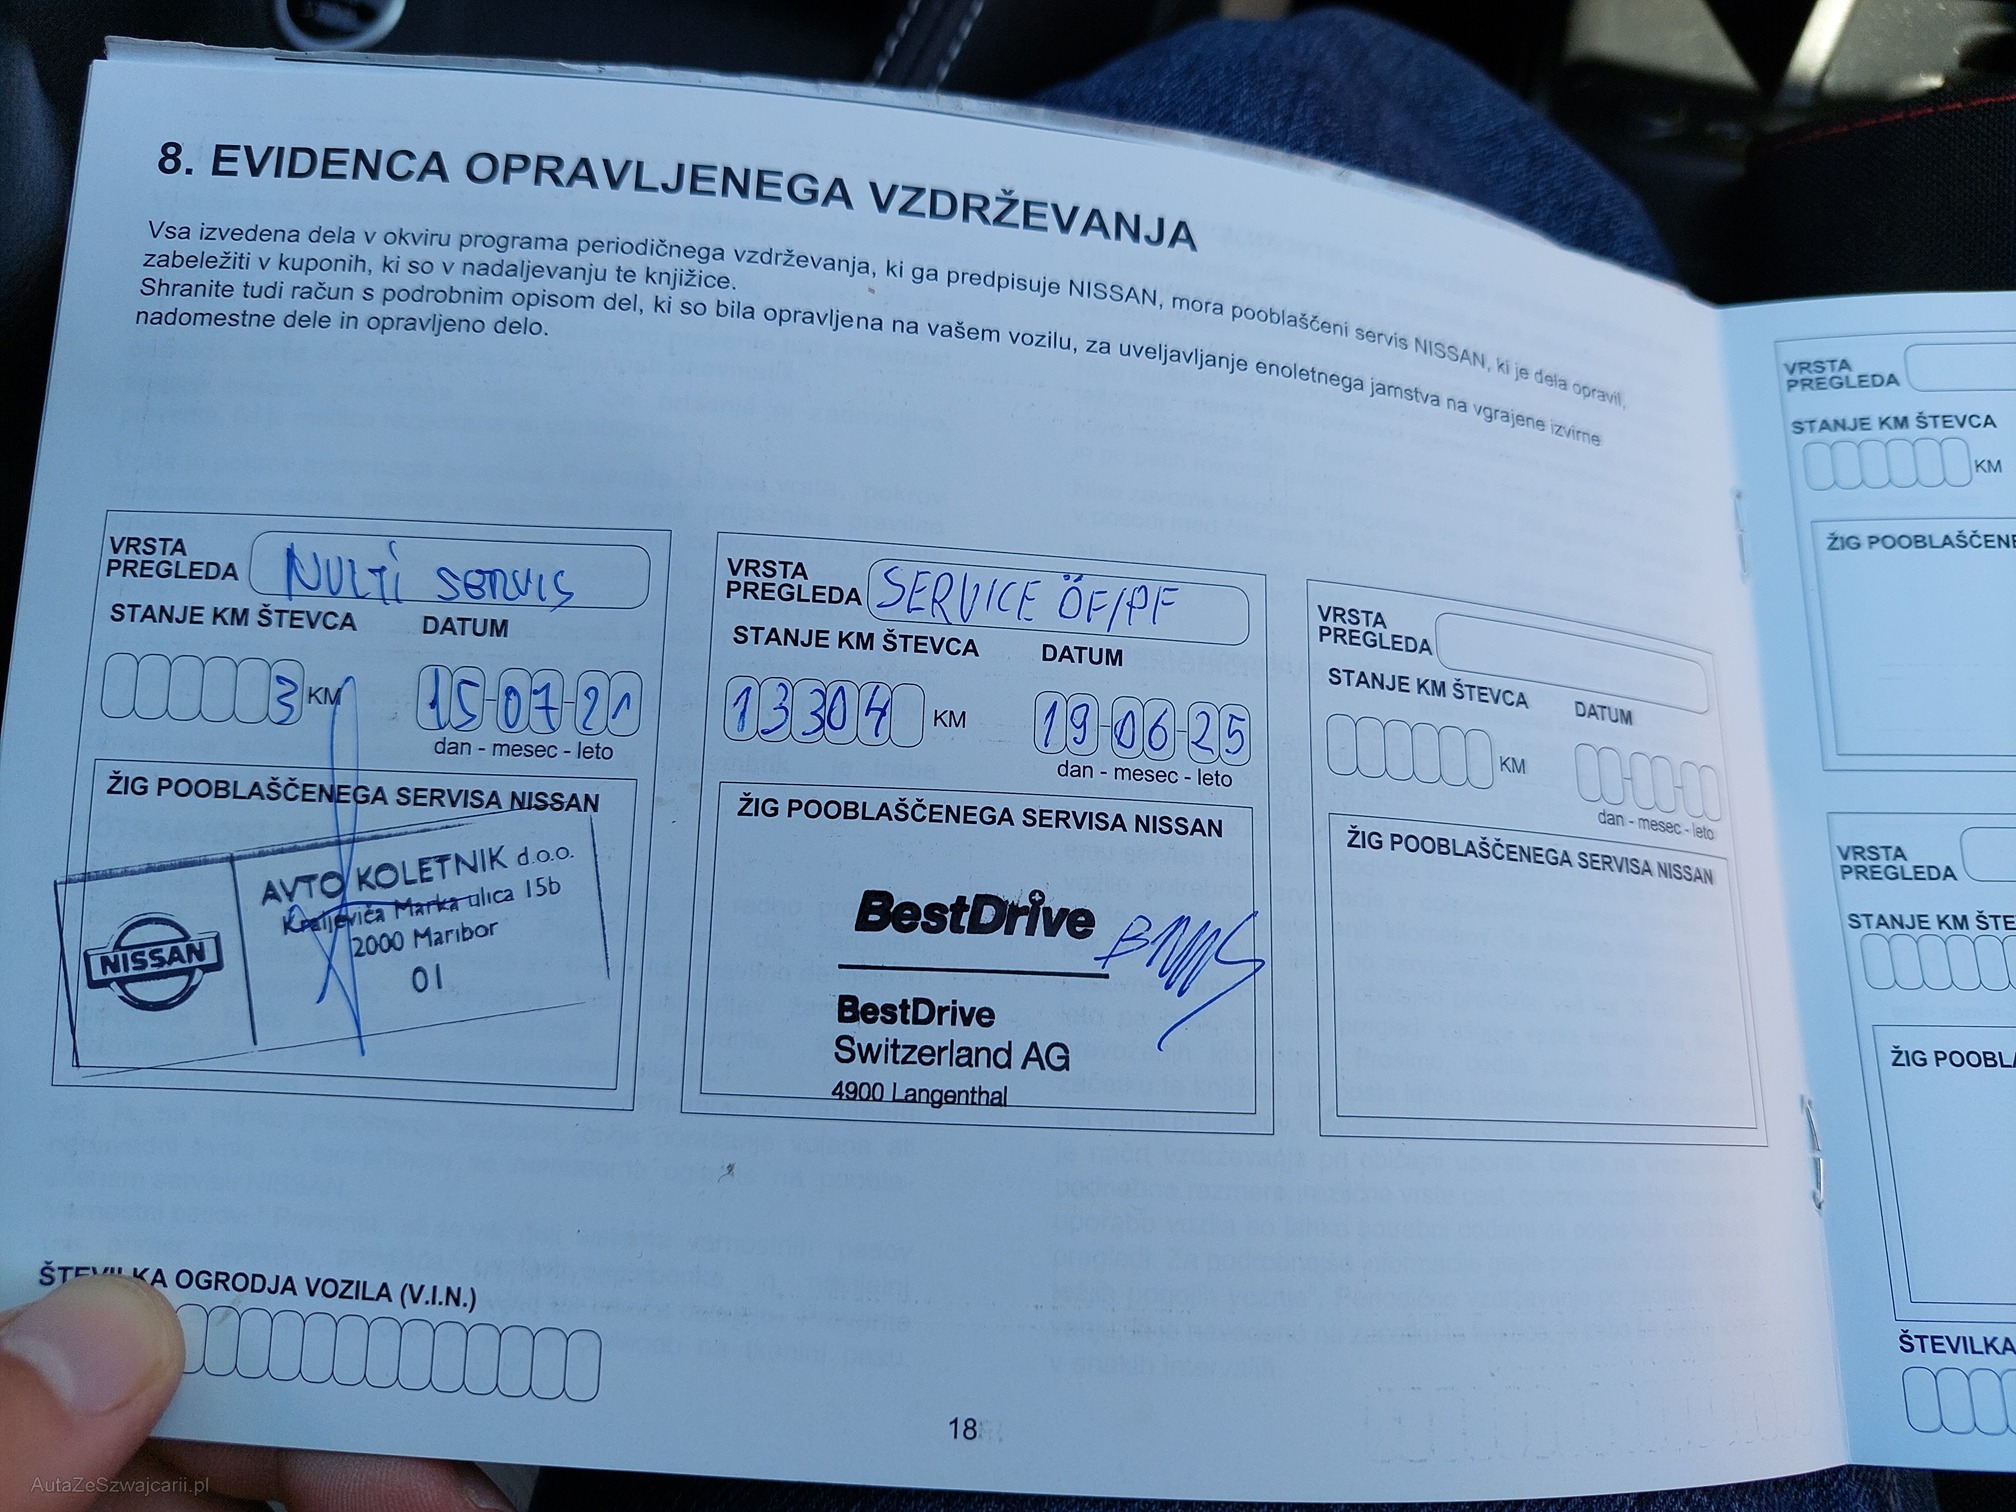 8. EVIDENCA OPRAVLJENEGA VZDRŽEVANJA
Vsa izvedena dela v okviru programa periodičnega vzdrževanja, ki ga predpisuje NISSAN, mora pooblaščeni servis NISSAN, ki je dela opravil,
zabeležiti v kuponih, ki so v nadaljevanju te knjižice.
Shranite tudi račun s podrobnim opisom del, ki so bila opravljena na vašem vozilu, za uveljavljanje enoletnega jamstva na vgrajene izvirne
nadomestne dele in opravljeno delo.
VRSTA
PREGLEDA
NULTI SERVIS
STANJE KM ŠTEVCA DATUM
3 KM 15-07-21
dan - mesec - leto
ŽIG POOBLAŠČENEGA SERVISA NISSAN
NISSAN
AVTO KOLETNIK d.o.o.
Kraljeviča Marka ulica 15b
2000 Maribor
01
VRSTA
PREGLEDA
SERVICE ÖF/PF
STANJE KM ŠTEVCA DATUM
13304 KM 19-06-25
dan - mesec - leto
ŽIG POOBLAŠČENEGA SERVISA NISSAN
BestDrive
BestDrive
Switzerland AG
4900 Langenthal
VRSTA
PREGLEDA
STANJE KM ŠTEVCA DATUM
KM
dan - mesec - leto
ŽIG POOBLAŠČENEGA SERVISA NISSAN
OGRODJA VOZILA (V.I.N.)
18
VRSTA
PREGLEDA
STANJE KM ŠTEVCA
KM
ŽIG POOBLAŠČENE
VRSTA
PREGLEDA
STANJE KM ŠTE
ŽIG POOBL
ŠTEVILKA
AutaZeSzwajcarii.pl